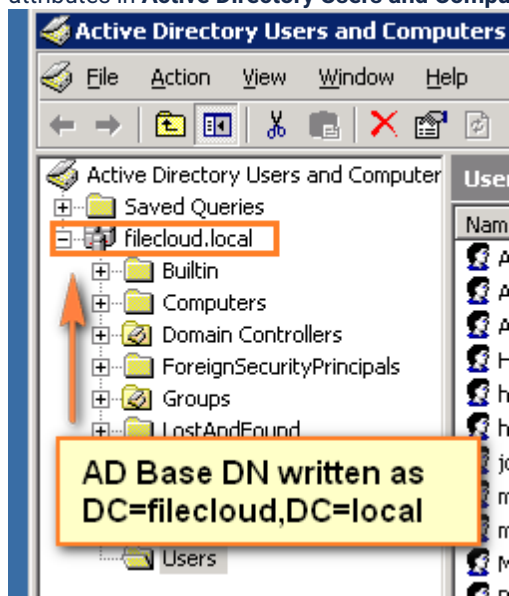 attributes in Active Directory Users and Compu
Active Directory Users and Computers
File Action View Window Help
Active Directory Users and Computer
User
Saved Queries
Nam
filecloud.local
Builtin
Computers
Domain Controllers
ForeignSecurityPrincipals
Groups
LostAndFound
AD Base DN written as
DC=filecloud,DC=local
Users